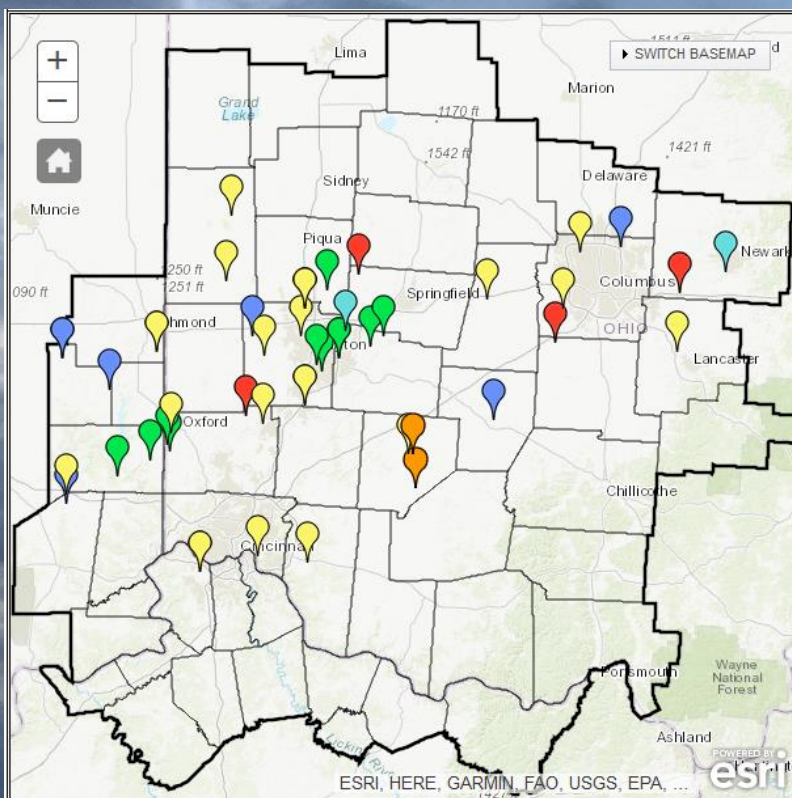 +
−
▸ SWITCH BASEMAP
Lima
Marion
Grand
Lake
1170 ft
1542 ft
1421 ft
Delaware
Sidney
Muncie
Piqua
Newark
250 ft
1251 ft
090 ft
Springfield
Columbus
OHIO
Lancaster
Oxford
Chillicothe
Portsmouth
Wayne
National
Forest
Ashland
POWERED BY
esri
ESRI, HERE, GARMIN, FAO, USGS, EPA, ...